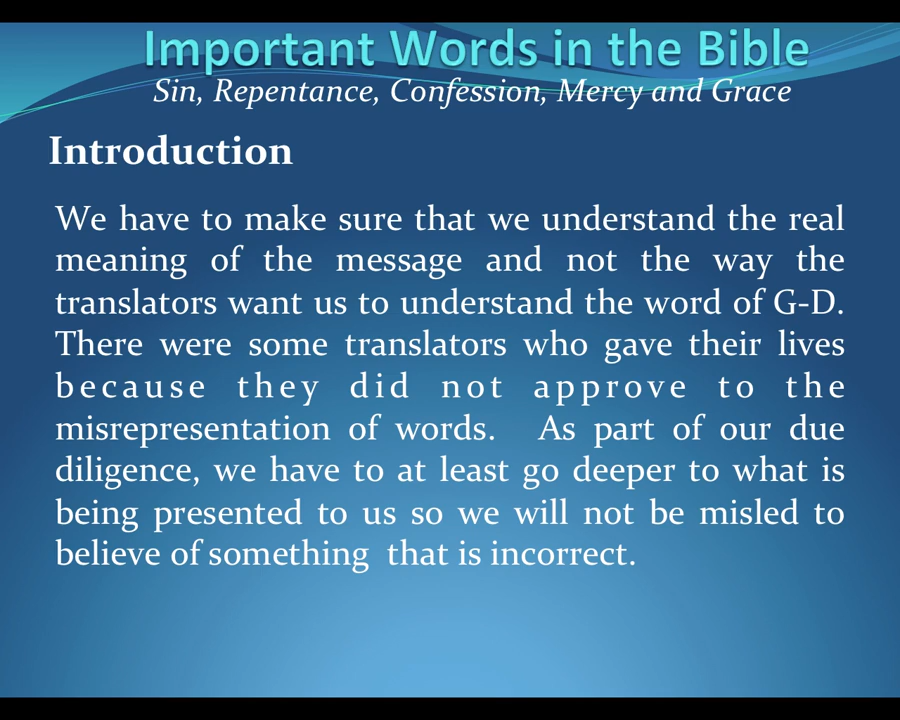 Important Words in the Bible
Sin, Repentance, Confession, Mercy and Grace
Introduction
We have to make sure that we understand the real
meaning of the message and not the way the
translators want us to understand the word of G-D.
There were some translators who gave their lives
because they did not approve to the
misrepresentation of words. As part of our due
diligence, we have to at least go deeper to what is
being presented to us so we will not be misled to
believe of something that is incorrect.